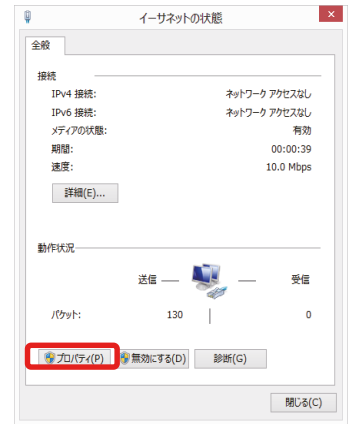 イーサネットの状態
全般
接続
IPv4 接続: ネットワーク アクセスなし
IPv6 接続: ネットワーク アクセスなし
メディアの状態: 有効
期間: 00:00:39
速度: 10.0 Mbps
詳細(E)...
動作状況
送信 受信
パケット: 130 0
プロパティ(P) 無効にする(D) 診断(G)
閉じる(C)